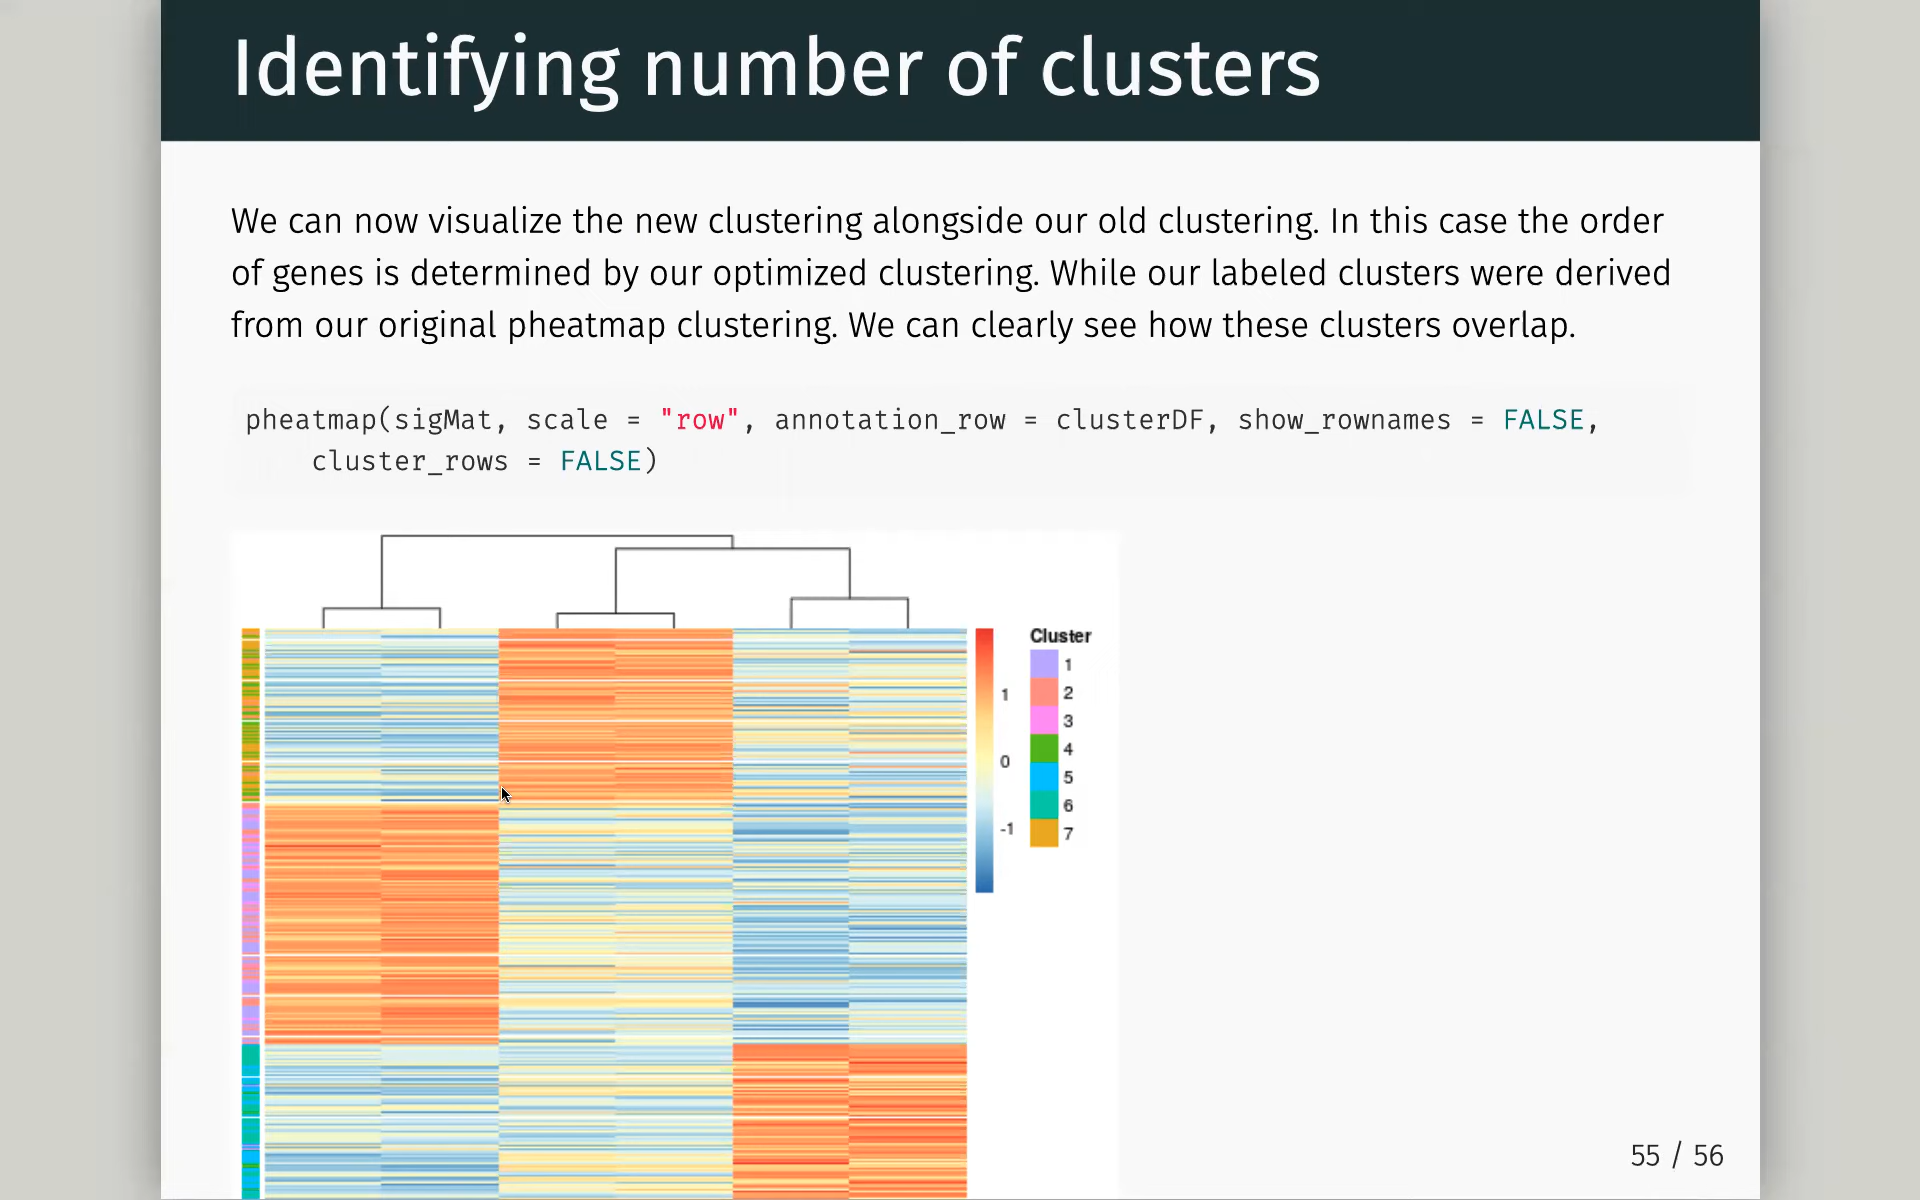 Identifying number of clusters
We can now visualize the new clustering alongside our old clustering. In this case the order
of genes is determined by our optimized clustering. While our labeled clusters were derived
from our original pheatmap clustering. We can clearly see how these clusters overlap.
pheatmap(sigMat, scale = "row", annotation_row = clusterDF, show_rownames = FALSE,
    cluster_rows = FALSE)
1
0
-1
Cluster
1
2
3
4
5
6
7
55 / 56